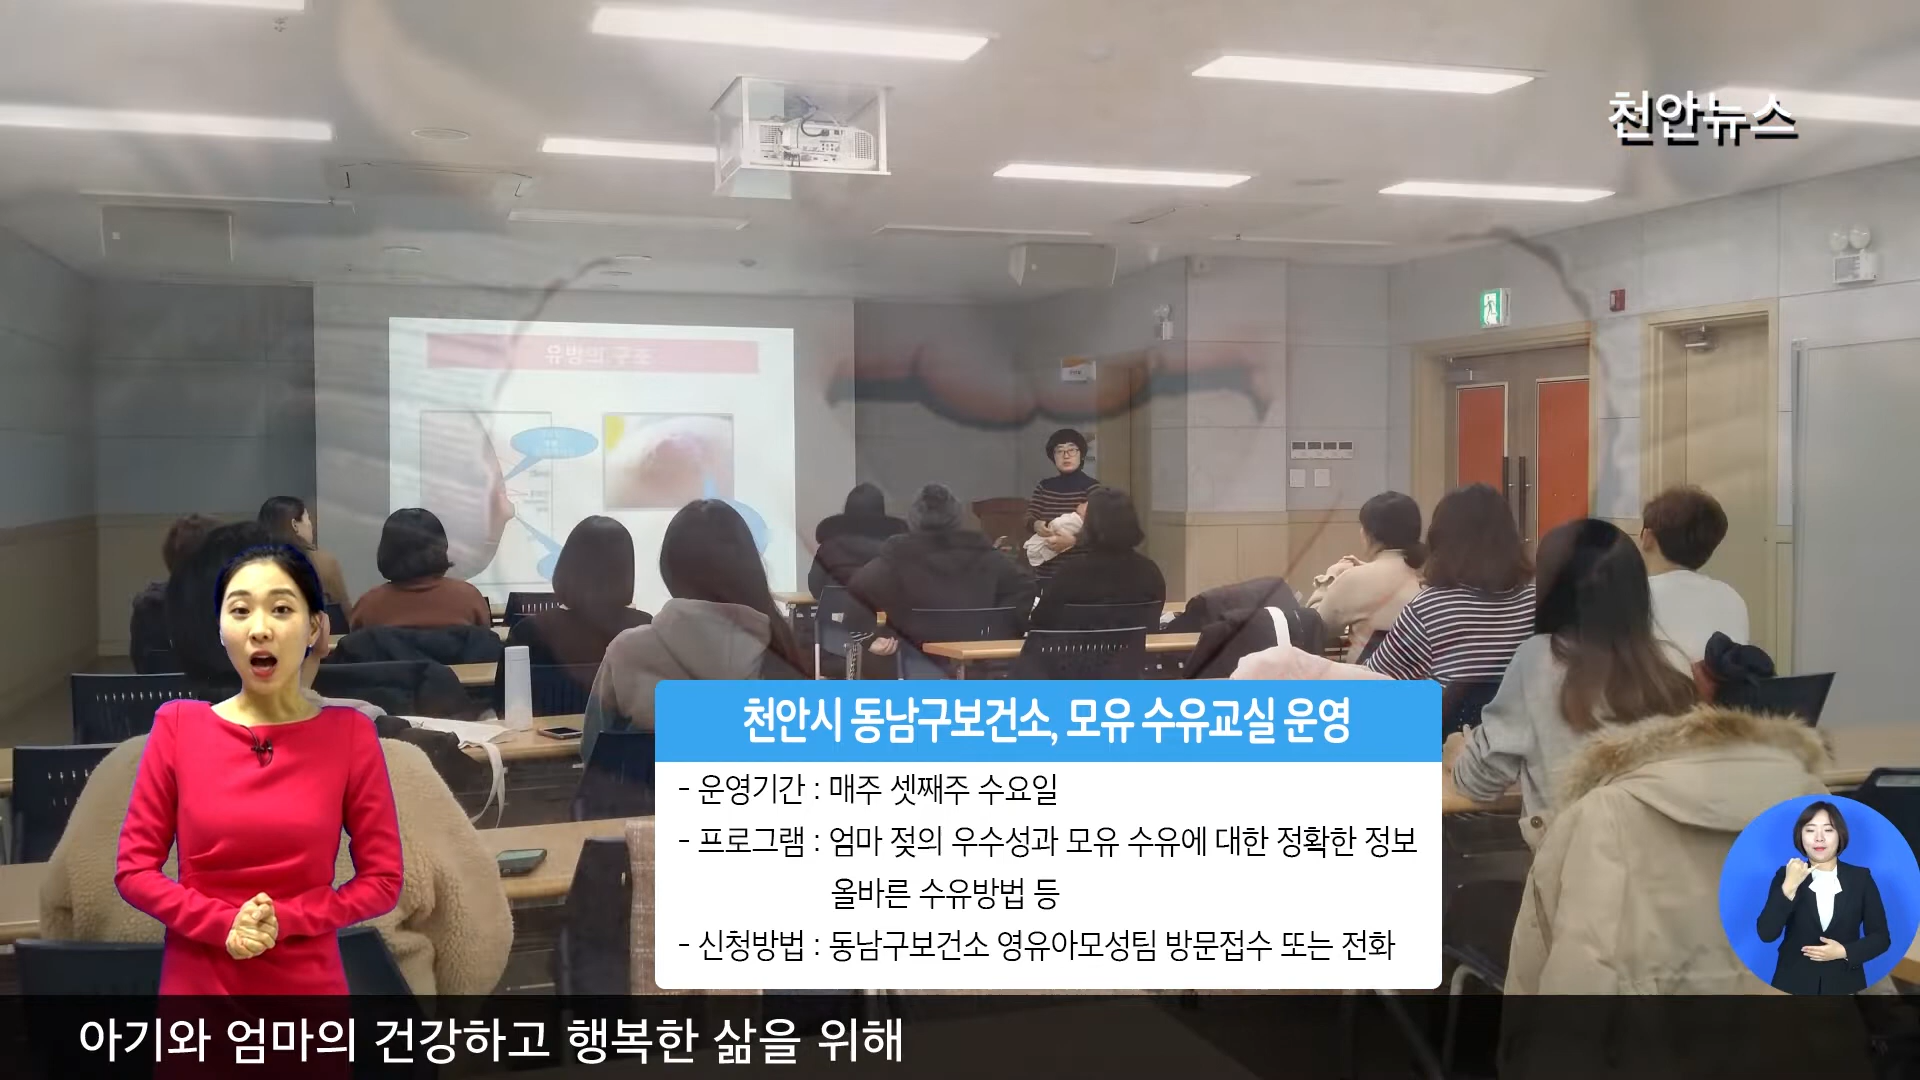 천안뉴스
유방의 구조
천안시 동남구보건소, 모유 수유교실 운영
- 운영기간 : 매주 셋째주 수요일
- 프로그램 : 엄마 젖의 우수성과 모유 수유에 대한 정확한 정보
올바른 수유방법 등
- 신청방법 : 동남구보건소 영유아모성팀 방문접수 또는 전화
아기와 엄마의 건강하고 행복한 삶을 위해